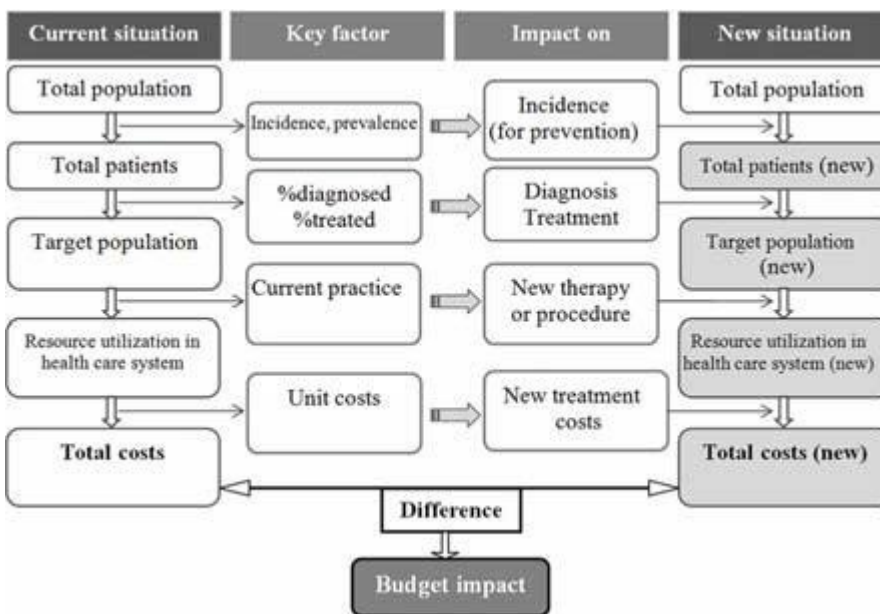 Current situation
Key factor
Impact on
New situation
Total population
Incidence, prevalence
Incidence
(for prevention)
Total population
Total patients
%diagnosed
%treated
Diagnosis
Treatment
Total patients (new)
Target population
Current practice
New therapy
or procedure
Target population
(new)
Resource utilization in
health care system
Unit costs
New treatment
costs
Resource utilization in
health care system (new)
Total costs
Total costs (new)
Difference
Budget impact